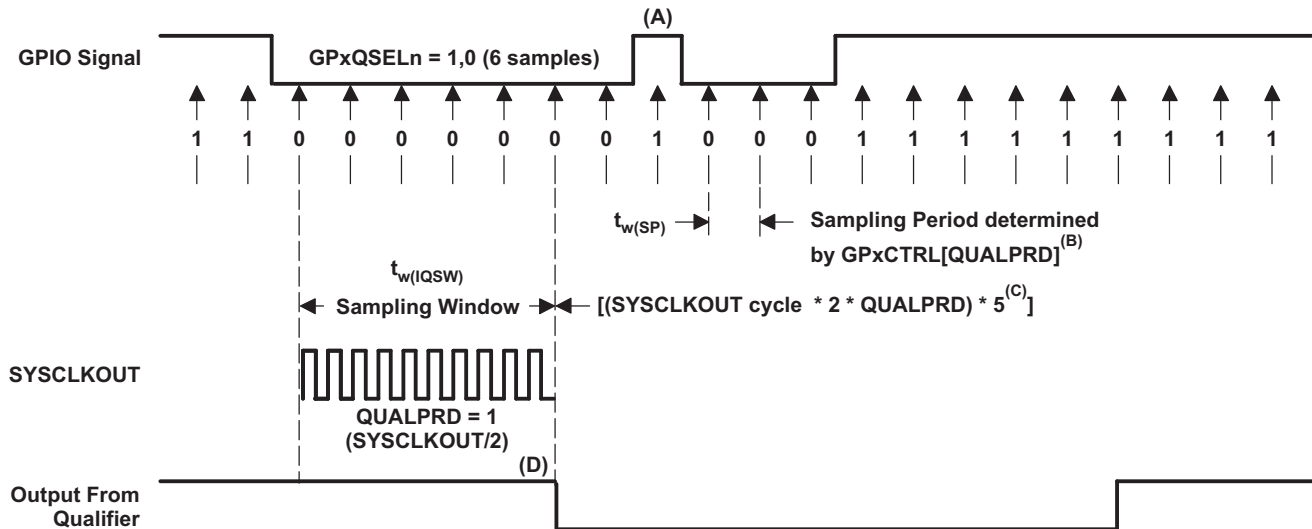 (A)
GPIO Signal
GPxQSELn = 1,0 (6 samples)
1 1 0 0 0 0 0 0 0 1 0 0 0 1 1 1 1 1 1 1 1 1
tw(SP)
Sampling Period determined
by GPxCTRL[QUALPRD](B)
tw(IQSW)
Sampling Window
[(SYSCLKOUT cycle * 2 * QUALPRD) * 5(C)]
SYSCLKOUT
QUALPRD = 1
(SYSCLKOUT/2)
(D)
Output From
Qualifier